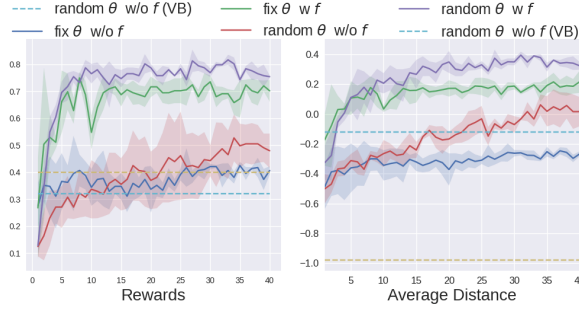 random θ w/o f (VB) fix θ w f random θ w f
fix θ w/o f random θ w/o f random θ w/o f (VB)
0.8
0.7
0.6
0.5
0.4
0.3
0.2
0.1
0 5 10 15 20 25 30 35 40
Rewards
0.4
0.2
0.0
−0.2
−0.4
−0.6
−0.8
−1.0
5 10 15 20 25 30 35 40
Average Distance